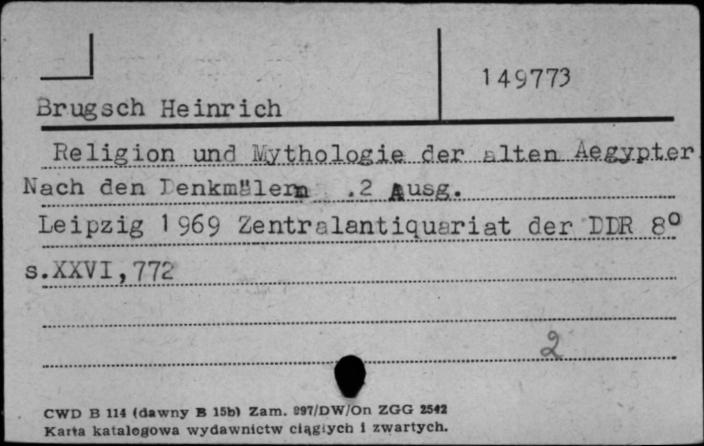 149773
Brugsch Heinrich
Religion und Mythologie der alten Aegypter
Nach den Denkmälern .2 Ausg.
Leipzig 1969 Zentralantiquariat der DDR 8°
s.XXVI,772
2
CWD B 114 (dawny B 15b) Zam. 897/DW/On ZGG 2542
Karta katalogowa wydawnictw ciągłych i zwartych.